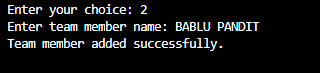 Enter your choice: 2
Enter team member name: BABLU PANDIT
Team member added successfully.